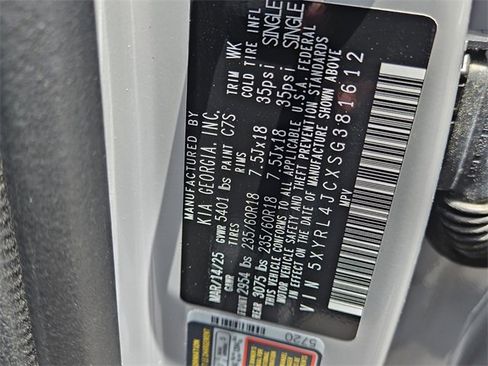 MANUFACTURED BY
KIA GEORGIA, INC.
MAR/14/25 GVWR 5401 lbs PAINT C7S TRIM WK
GAWR TIRES RIMS COLD TIRE INFL
FRONT 2954 lbs 235/60R18 7.5Jx18 35psi SINGLE
REAR 3075 lbs 235/60R18 7.5Jx18 35psi SINGLE
THIS VEHICLE CONFORMS TO ALL APPLICABLE U.S.A. FEDERAL
MOTOR VEHICLE SAFETY AND THEFT PREVENTION STANDARDS
IN EFFECT ON THE DATE OF MANUFACTURE SHOWN ABOVE
VIN 5XYRL4JCXSG381612
MPV
5720